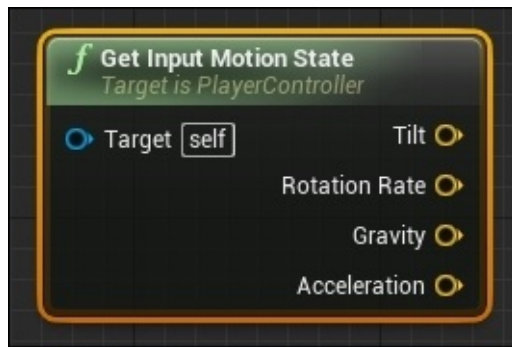 f Get Input Motion State
Target is PlayerController
Target self
Tilt
Rotation Rate
Gravity
Acceleration